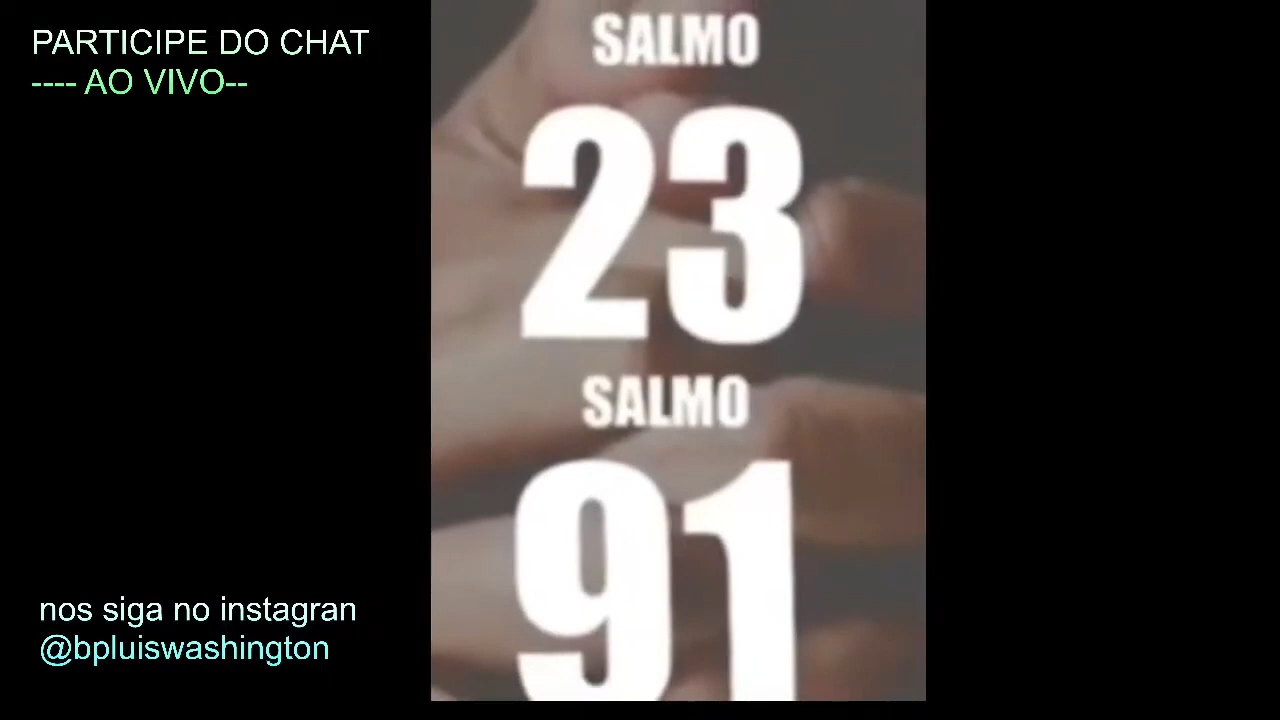 PARTICIPE DO CHAT
---- AO VIVO--
SALMO
23
SALMO
91
nos siga no instagran
@bpluiswashington